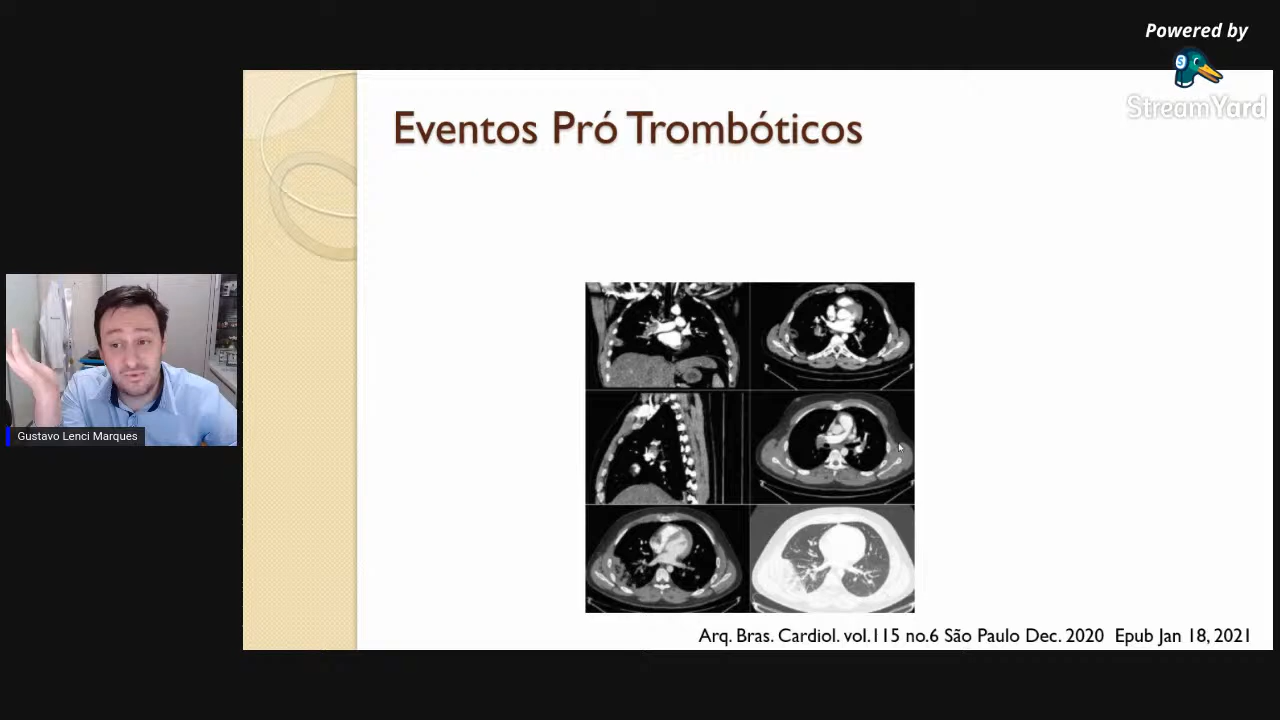 Powered by
StreamYard
Eventos Pró Trombóticos
Gustavo Lenci Marques
Arq. Bras. Cardiol. vol.115 no.6 São Paulo Dec. 2020 Epub Jan 18, 2021